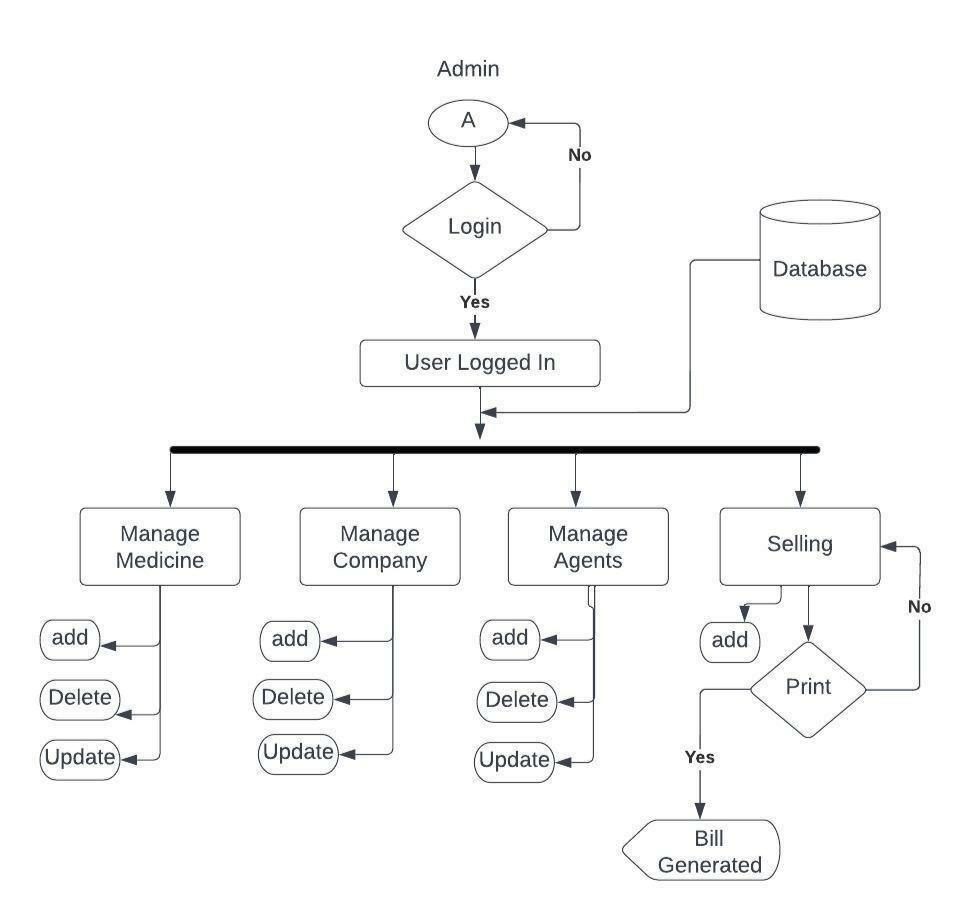 Admin
A
No
Login
Database
Yes
User Logged In
Manage
Medicine
Manage
Company
Manage
Agents
Selling
No
add
add
add
add
Delete
Delete
Delete
Print
Update
Update
Update
Yes
Bill
Generated